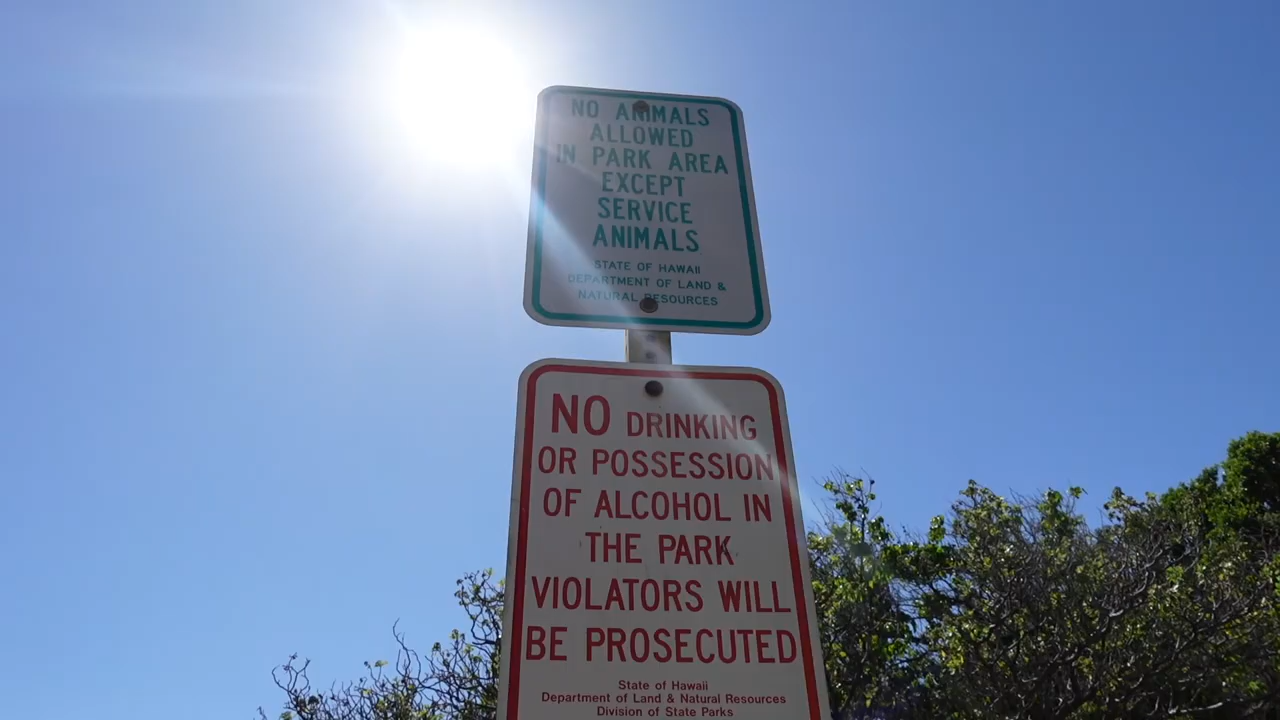 NO ANIMALS
ALLOWED
IN PARK AREA
EXCEPT
SERVICE
ANIMALS
STATE OF HAWAII
DEPARTMENT OF LAND &
NATURAL RESOURCES
NO DRINKING
OR POSSESSION
OF ALCOHOL IN
THE PARK
VIOLATORS WILL
BE PROSECUTED
State of Hawaii
Department of Land & Natural Resources
Division of State Parks